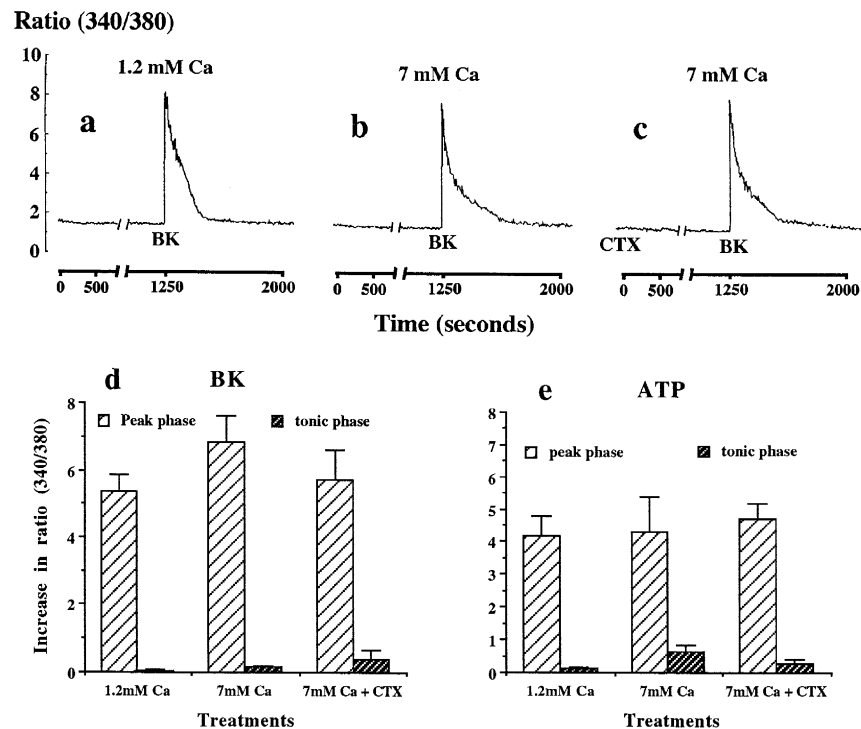 Ratio (340/380)
10
8
6
4
2
0
1.2 mM Ca
a
BK
7 mM Ca
b
BK
7 mM Ca
c
CTX
BK
0 500 1250 2000
0 500 1250 2000
0 500 1250 2000
Time (seconds)
d BK
Increase in ratio (340/380)
8
6
4
2
0
Peak phase
tonic phase
1.2mM Ca
7mM Ca
7mM Ca + CTX
Treatments
e ATP
8
7
6
5
4
3
2
1
0
peak phase
tonic phase
1.2mM Ca
7mM Ca
7mM Ca + CTX
Treatments